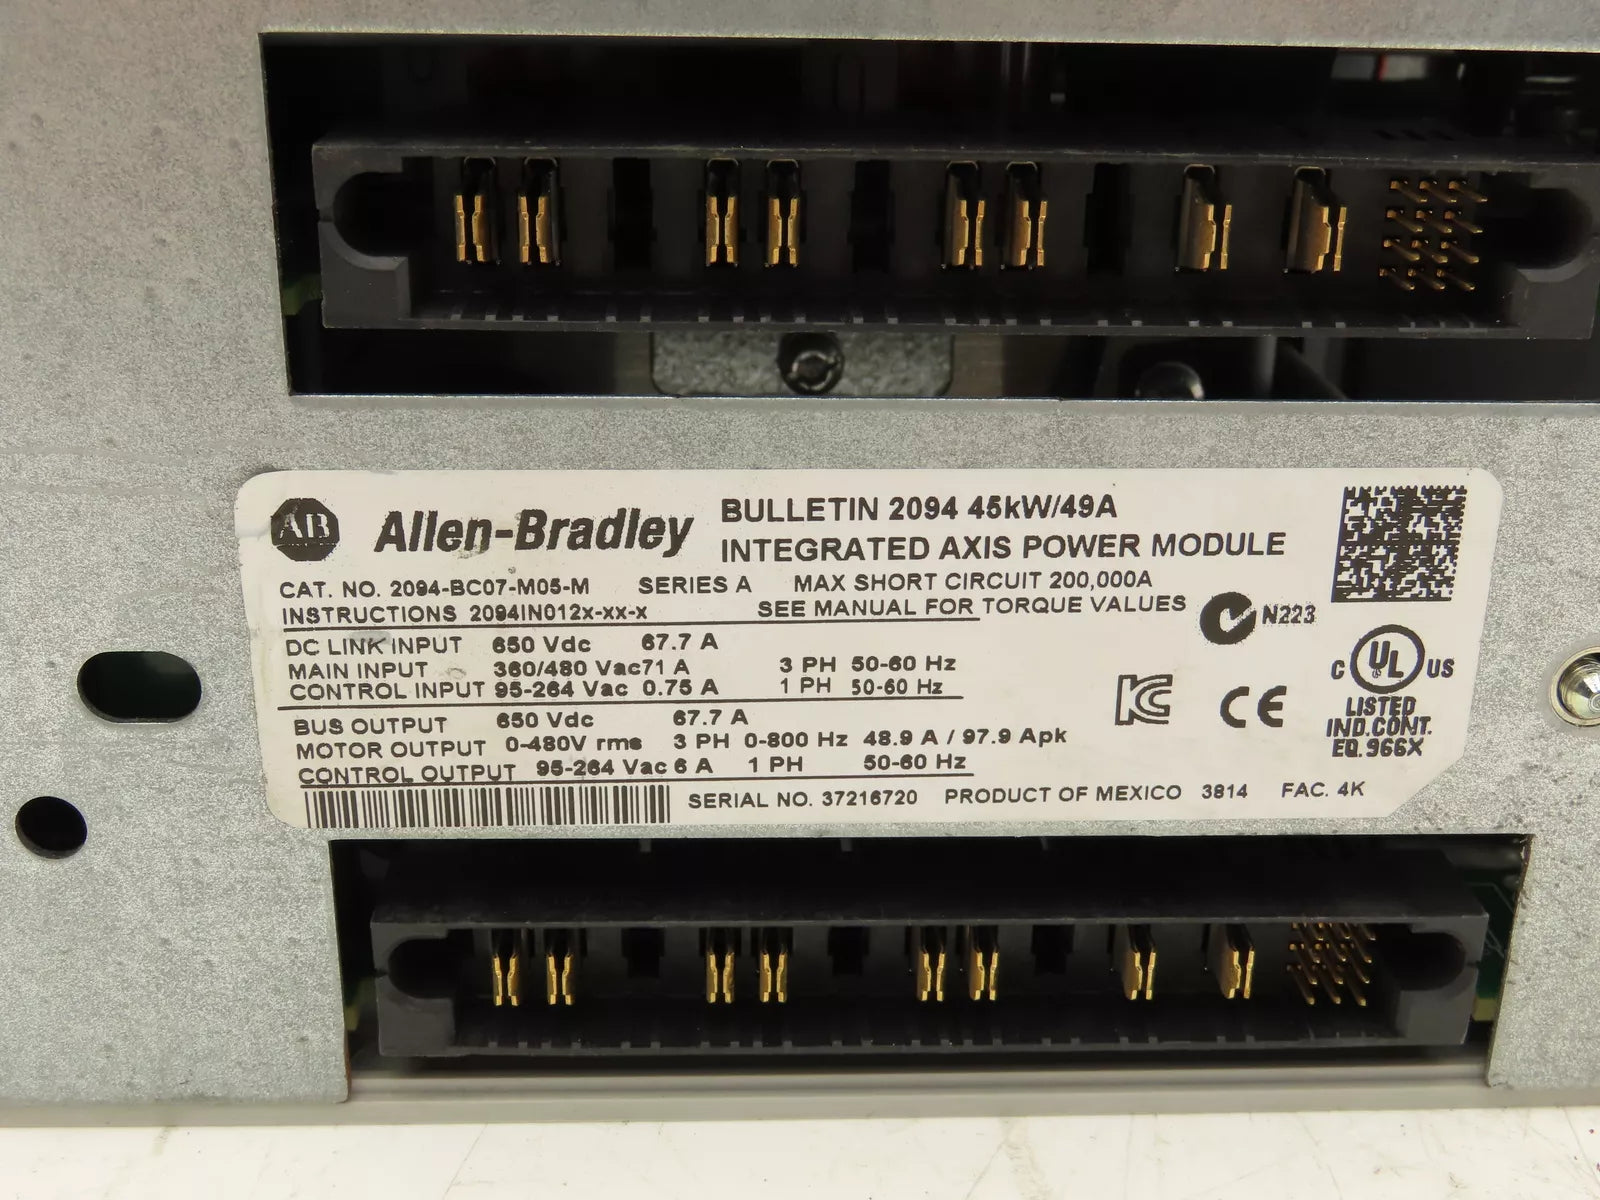 AB Allen-Bradley
BULLETIN 2094 45kW/49A
INTEGRATED AXIS POWER MODULE
CAT. NO. 2094-BC07-M05-M SERIES A MAX SHORT CIRCUIT 200,000A
INSTRUCTIONS 2094IN012x-xx-x SEE MANUAL FOR TORQUE VALUES
N223
DC LINK INPUT 650 Vdc 67.7 A
MAIN INPUT 360/480 Vac71 A 3 PH 50-60 Hz
CONTROL INPUT 95-264 Vac 0.75 A 1 PH 50-60 Hz
BUS OUTPUT 650 Vdc 67.7 A
MOTOR OUTPUT 0-480V rms 3 PH 0-800 Hz 48.9 A / 97.9 Apk
CONTROL OUTPUT 95-264 Vac 6 A 1 PH 50-60 Hz
KC CE
C UL US
LISTED
IND.CONT.
EQ.966X
SERIAL NO. 37216720 PRODUCT OF MEXICO 3814 FAC. 4K